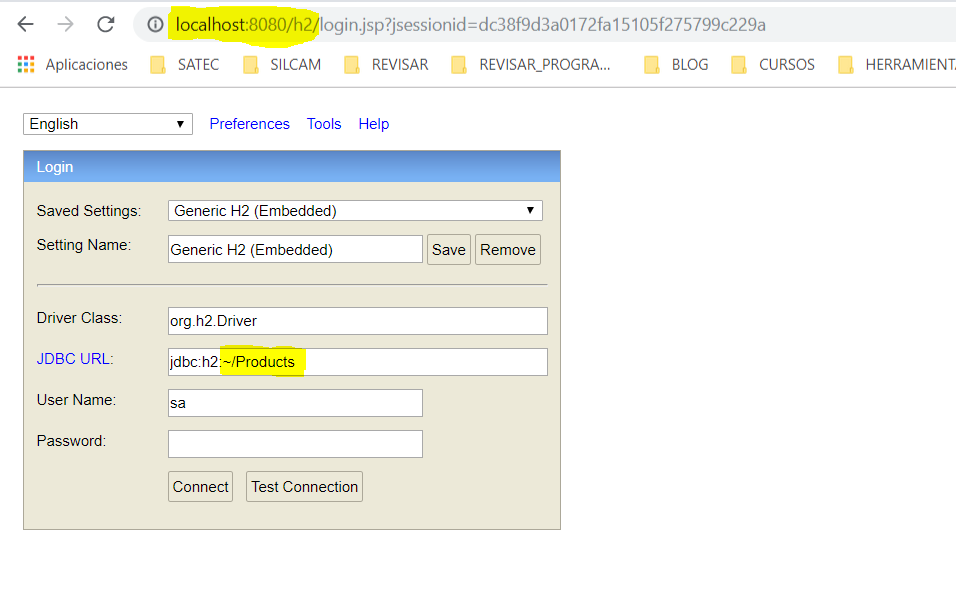 localhost:8080/h2/login.jsp?jsessionid=dc38f9d3a0172fa15105f275799c229a
Aplicaciones SATEC SILCAM REVISAR REVISAR_PROGRA... BLOG CURSOS HERRAMIENTA
English Preferences Tools Help
Login
Saved Settings: Generic H2 (Embedded)
Setting Name: Generic H2 (Embedded) Save Remove
Driver Class: org.h2.Driver
JDBC URL: jdbc:h2:~/Products
User Name: sa
Password:
Connect Test Connection